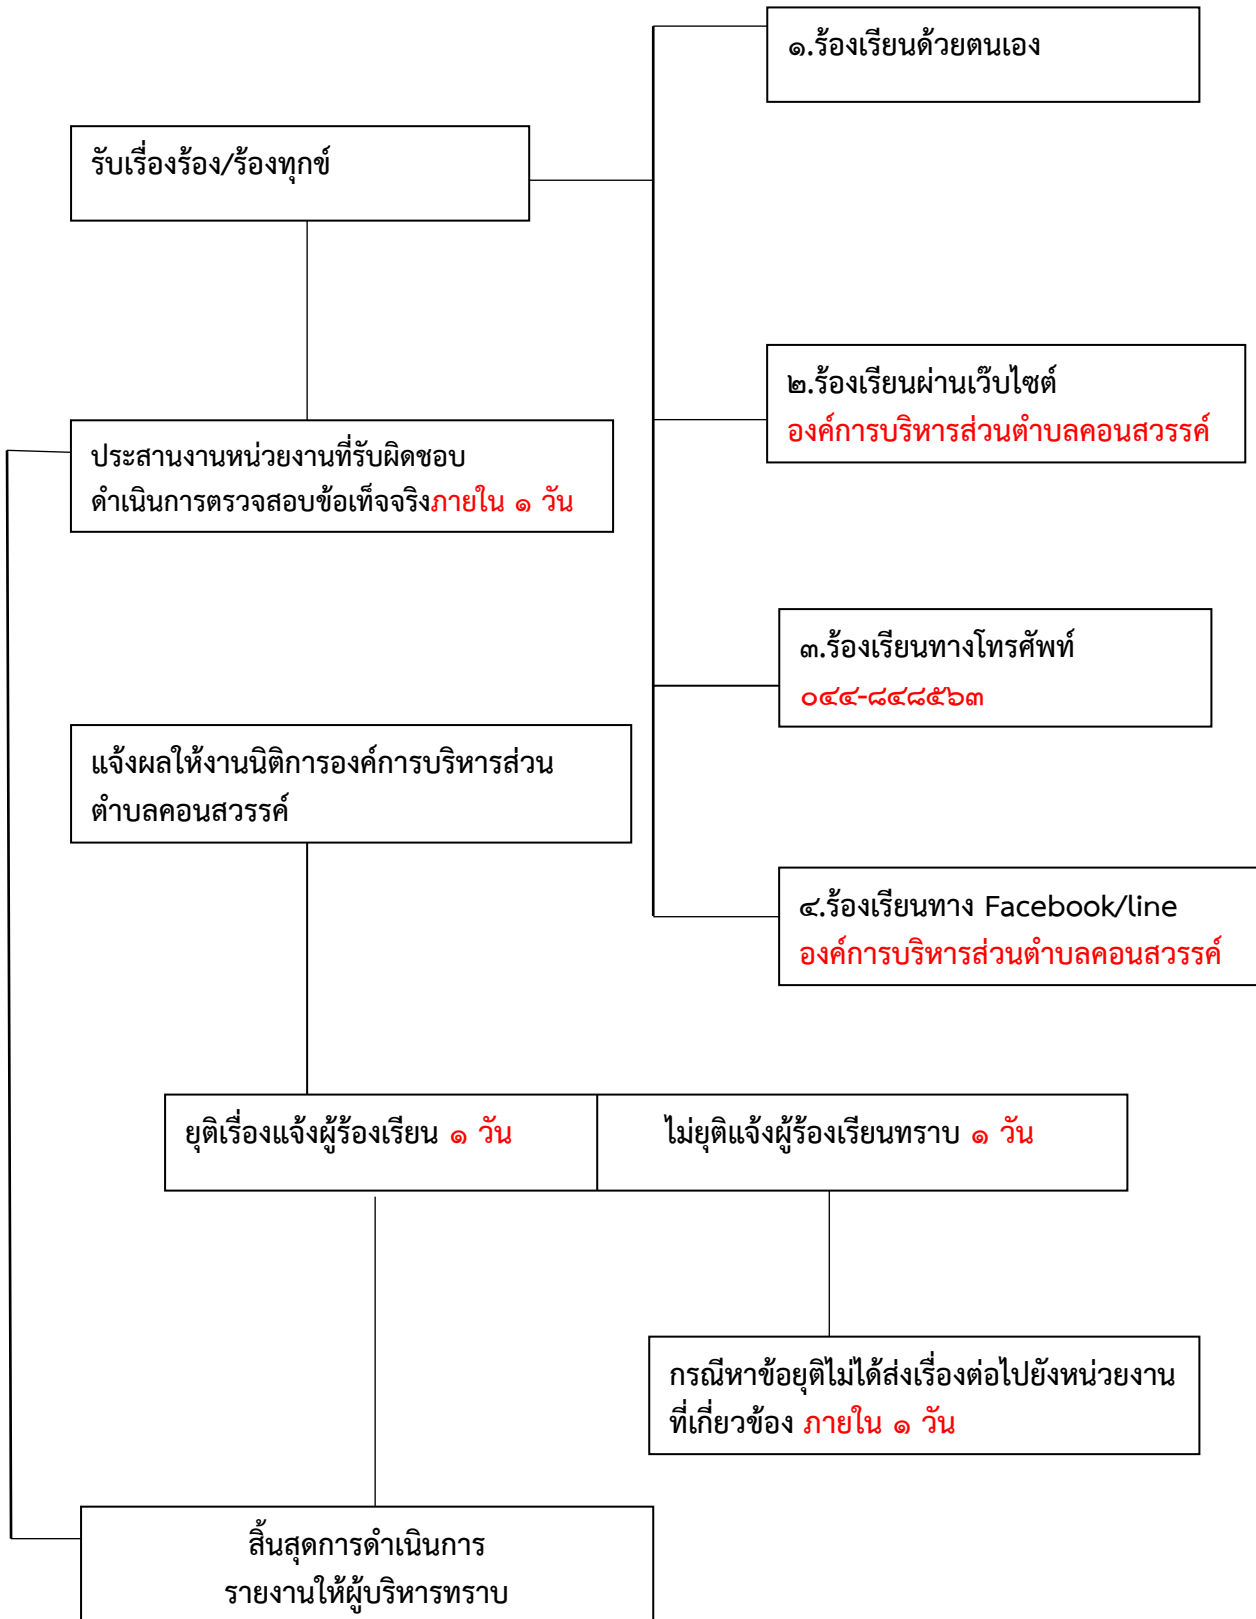 ๑.ร้องเรียนด้วยตนเอง
รับเรื่องร้อง/ร้องทุกข์
๒.ร้องเรียนผ่านเว็บไซต์
องค์การบริหารส่วนตำบลคอนสวรรค์
ประสานงานหน่วยงานที่รับผิดชอบ
ดำเนินการตรวจสอบข้อเท็จจริงภายใน ๑ วัน
๓.ร้องเรียนทางโทรศัพท์
๐๔๔-๘๔๘๕๖๓
แจ้งผลให้งานนิติการองค์การบริหารส่วน
ตำบลคอนสวรรค์
๔.ร้องเรียนทาง Facebook/line
องค์การบริหารส่วนตำบลคอนสวรรค์
ยุติเรื่องแจ้งผู้ร้องเรียน ๑ วัน
ไม่ยุติแจ้งผู้ร้องเรียนทราบ ๑ วัน
กรณีหาข้อยุติไม่ได้ส่งเรื่องต่อไปยังหน่วยงาน
ที่เกี่ยวข้อง ภายใน ๑ วัน
สิ้นสุดการดำเนินการ
รายงานให้ผู้บริหารทราบ